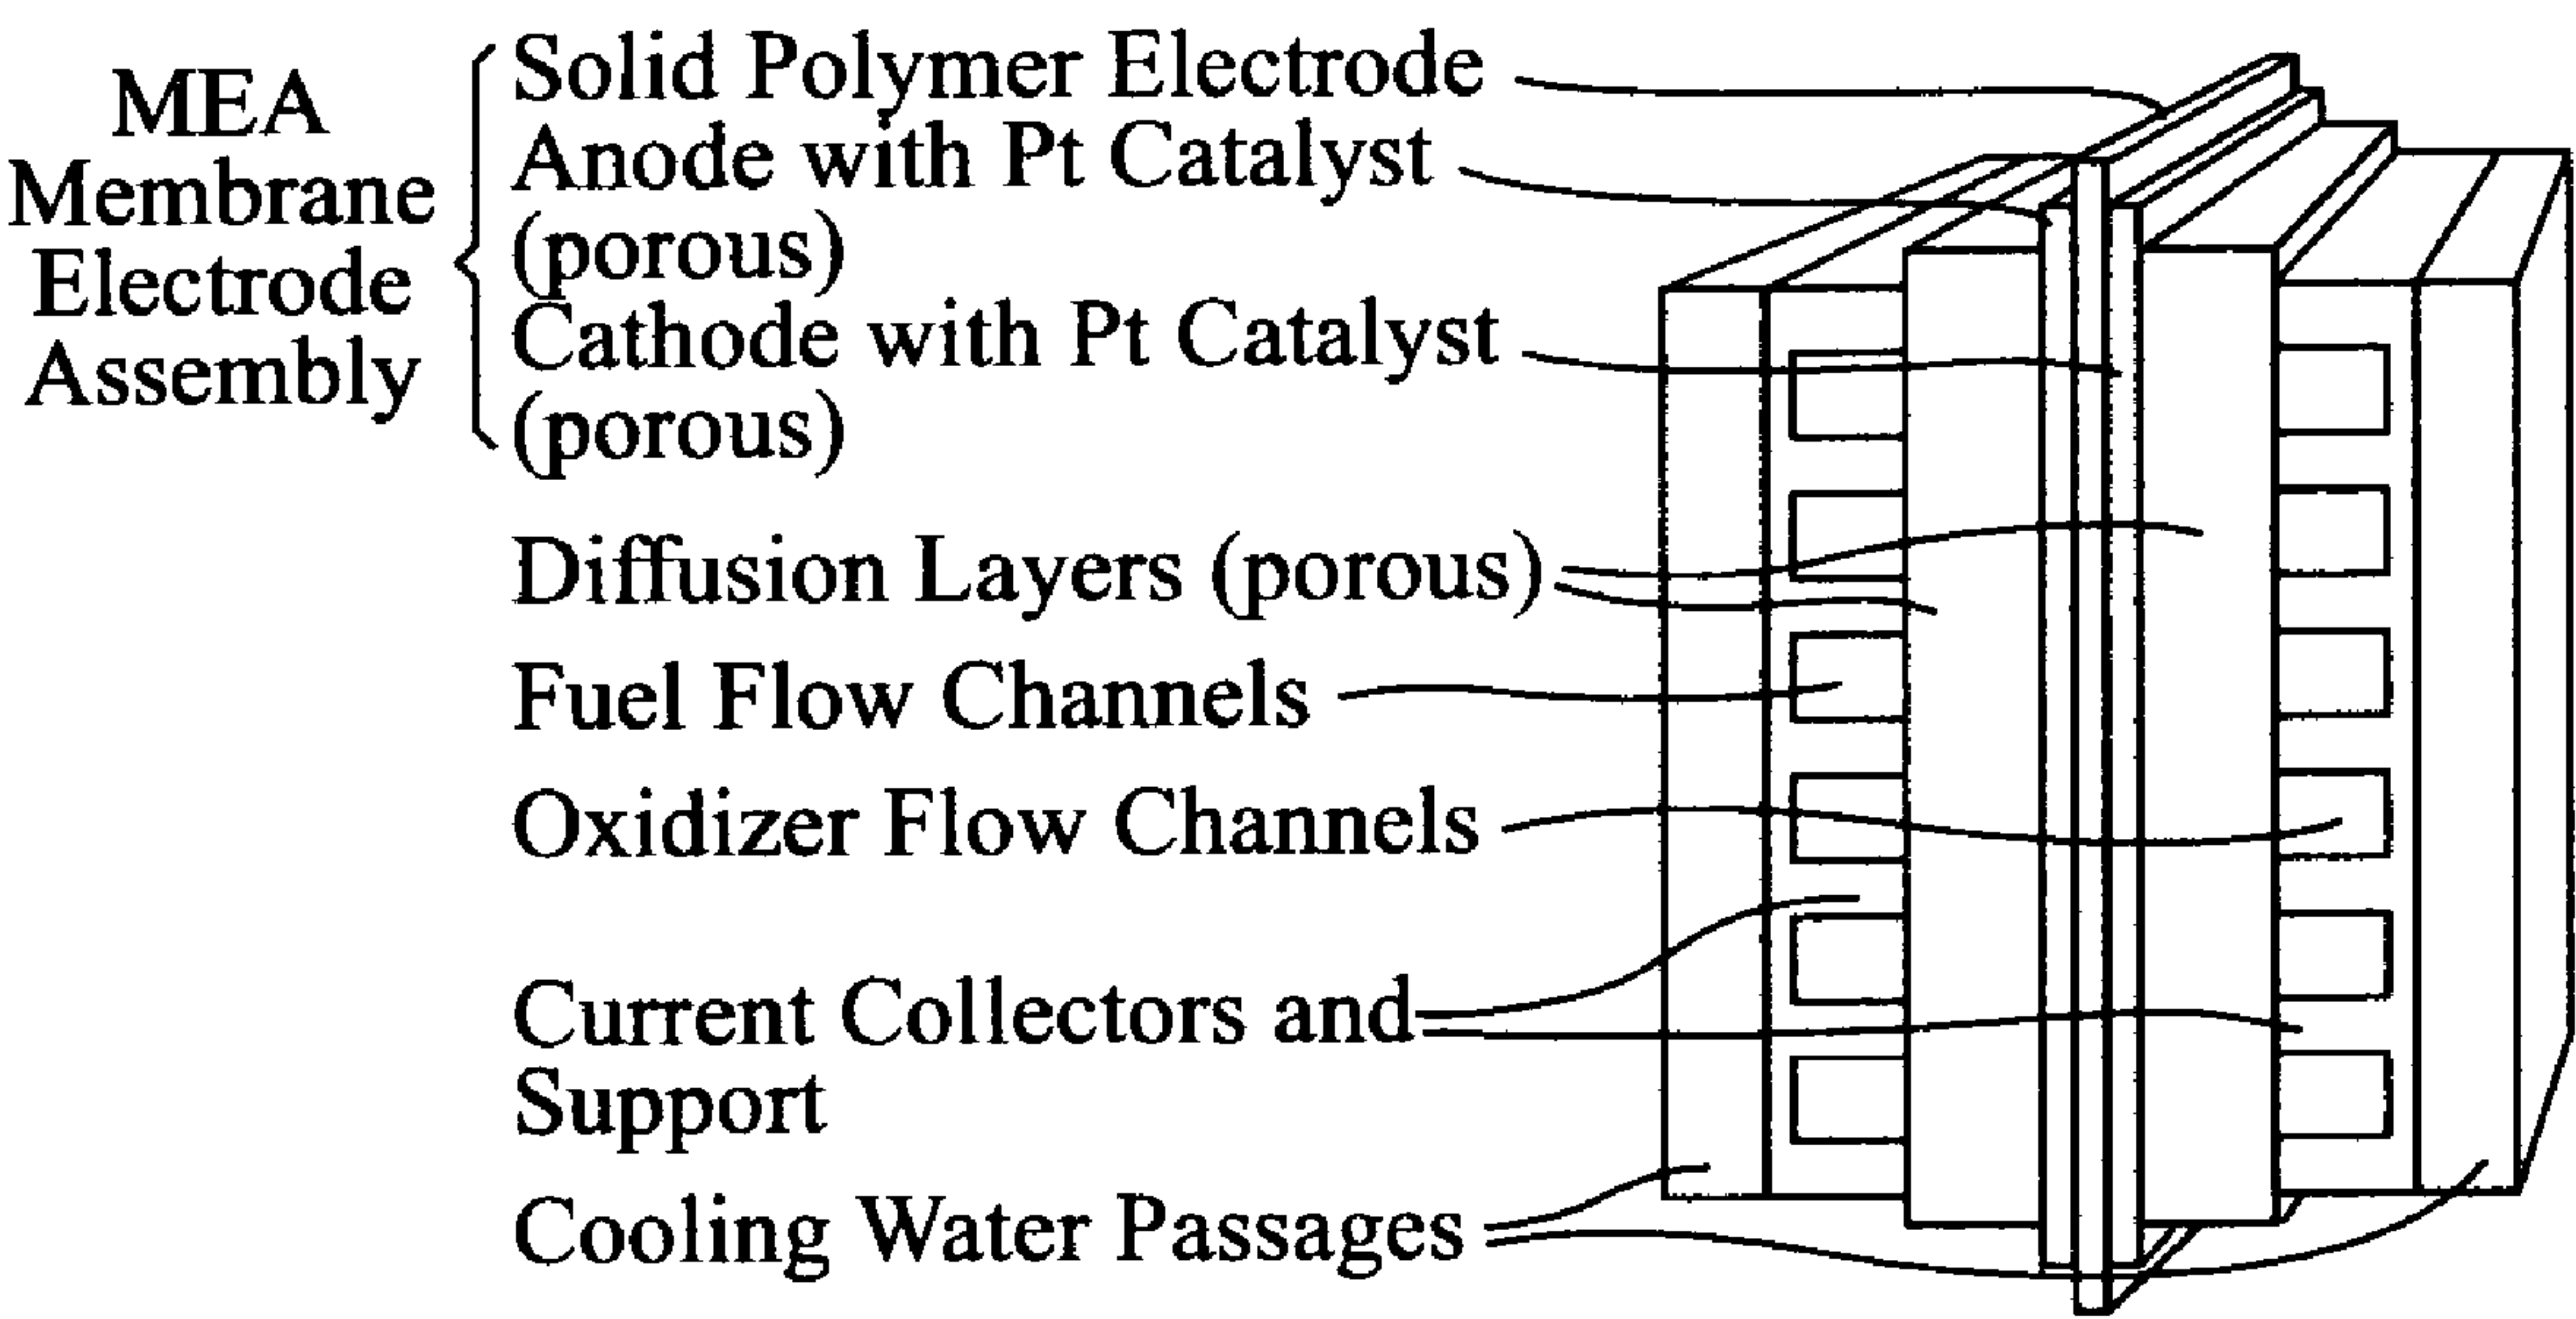 MEA
Membrane
Electrode
Assembly
Solid Polymer Electrode
Anode with Pt Catalyst
(porous)
Cathode with Pt Catalyst
(porous)
Diffusion Layers (porous)
Fuel Flow Channels
Oxidizer Flow Channels
Current Collectors and
Support
Cooling Water Passages